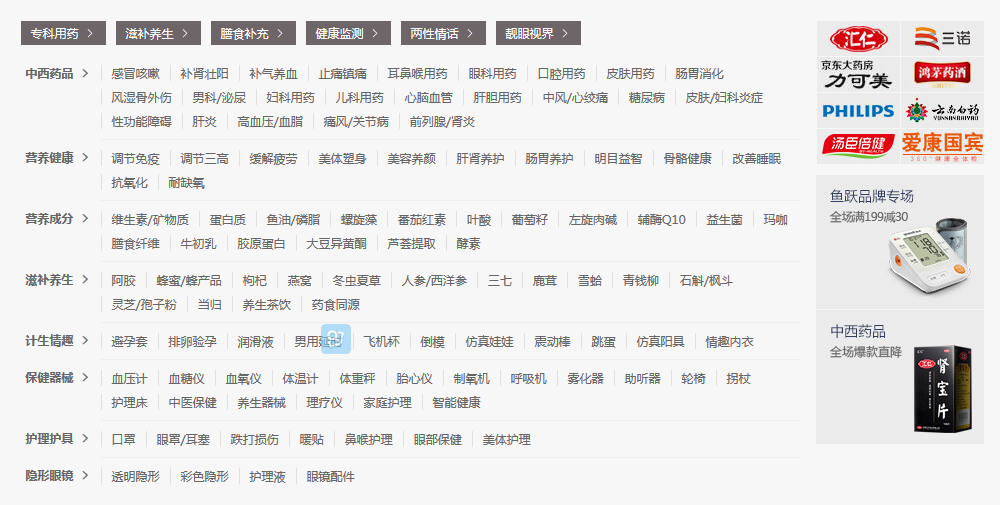 专科用药 滋补养生 膳食补充 健康监测 两性情话 靓眼视界
中西药品 感冒咳嗽 补肾壮阳 补气养血 止痛镇痛 耳鼻喉用药 眼科用药 口腔用药 皮肤用药 肠胃消化
风湿骨外伤 男科/泌尿 妇科用药 儿科用药 心脑血管 肝胆用药 中风/心绞痛 糖尿病 皮肤/妇科炎症
性功能障碍 肝炎 高血压/血脂 痛风/关节病 前列腺/肾炎
营养健康 调节免疫 调节三高 缓解疲劳 美体塑身 美容养颜 肝肾养护 肠胃养护 明目益智 骨骼健康 改善睡眠
抗氧化 耐缺氧
营养成分 维生素/矿物质 蛋白质 鱼油/磷脂 螺旋藻 番茄红素 叶酸 葡萄籽 左旋肉碱 辅酶Q10 益生菌 玛咖
膳食纤维 牛初乳 胶原蛋白 大豆异黄酮 芦荟提取 酵素
滋补养生 阿胶 蜂蜜/蜂产品 枸杞 燕窝 冬虫夏草 人参/西洋参 三七 鹿茸 雪蛤 青钱柳 石斛/枫斗
灵芝/孢子粉 当归 养生茶饮 药食同源
计生情趣 避孕套 排卵验孕 润滑液 男用 飞机杯 倒模 仿真娃娃 震动棒 跳蛋 仿真阳具 情趣内衣
保健器械 血压计 血糖仪 血氧仪 体温计 体重秤 胎心仪 制氧机 呼吸机 雾化器 助听器 轮椅 拐杖
护理床 中医保健 养生器械 理疗仪 家庭护理 智能健康
护理护具 口罩 眼罩/耳塞 跌打损伤 暖贴 鼻喉护理 眼部保健 美体护理
隐形眼镜 透明隐形 彩色隐形 护理液 眼镜配件
汇仁 三诺
京东大药房
力可美 鸿茅药酒
PHILIPS 云南白药
YUNNANBAIYAO
汤臣倍健 爱康国宾
360°健康全体检
鱼跃品牌专场
全场满199减30
中西药品
全场爆款直降
汇仁
肾宝片